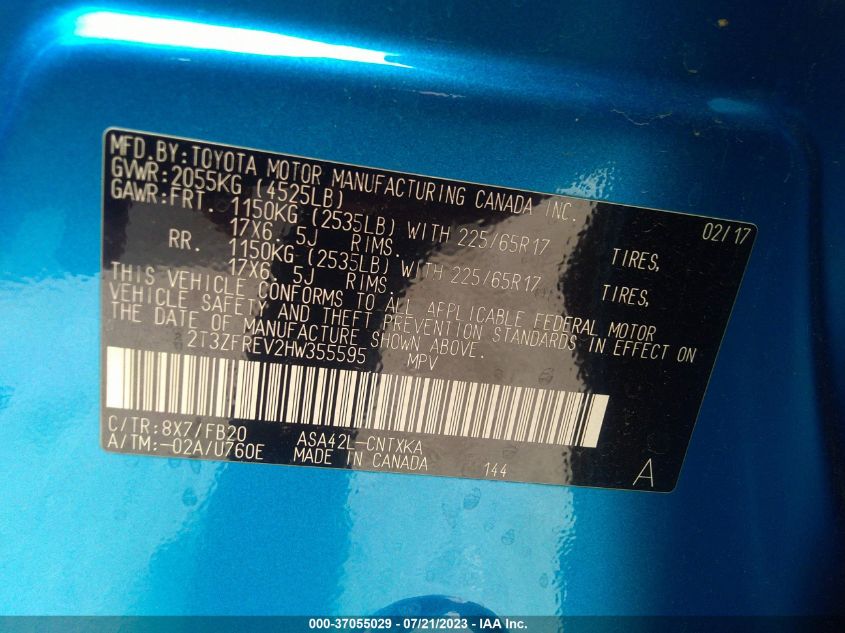 MFD.BY:TOYOTA MOTOR MANUFACTURING CANADA INC. 02/17
GVWR:2055KG (4525LB)
GAWR:FRT. 1150KG (2535LB) WITH 225/65R17 TIRES,
17X6. 5J RIMS.
RR. 1150KG (2535LB) WITH 225/65R17 TIRES,
17X6. 5J RIMS.
THIS VEHICLE CONFORMS TO ALL APPLICABLE FEDERAL MOTOR
VEHICLE SAFETY AND THEFT PREVENTION STANDARDS IN EFFECT ON
THE DATE OF MANUFACTURE SHOWN ABOVE.
2T3ZFREV2HW355595 MPV
C/TR:8X7/FB20 ASA42L-CNTXKA
A/TM:-02A/U760E MADE IN CANADA 144 A
000-37055029 - 07/21/2023 - IAA Inc.